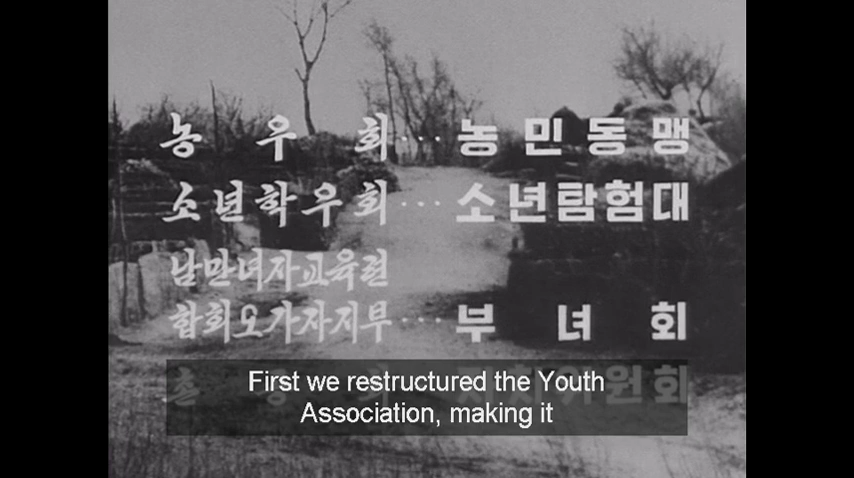 농우회…농민동맹
소년학우회…소년탐험대
남만녀자교육련
합회오가자지부…부녀회
First we restructured the Youth
Association, making it